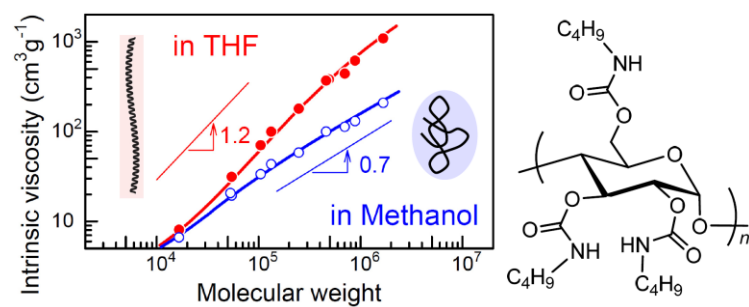 Intrinsic viscosity (cm³g⁻¹)
10³
10²
10
in THF
1.2
0.7
in Methanol
10⁴ 10⁵ 10⁶ 10⁷
Molecular weight
C₄H₉
NH
O
O
O
O
O
O
O
O
O
n
NH
NH
C₄H₉
C₄H₉